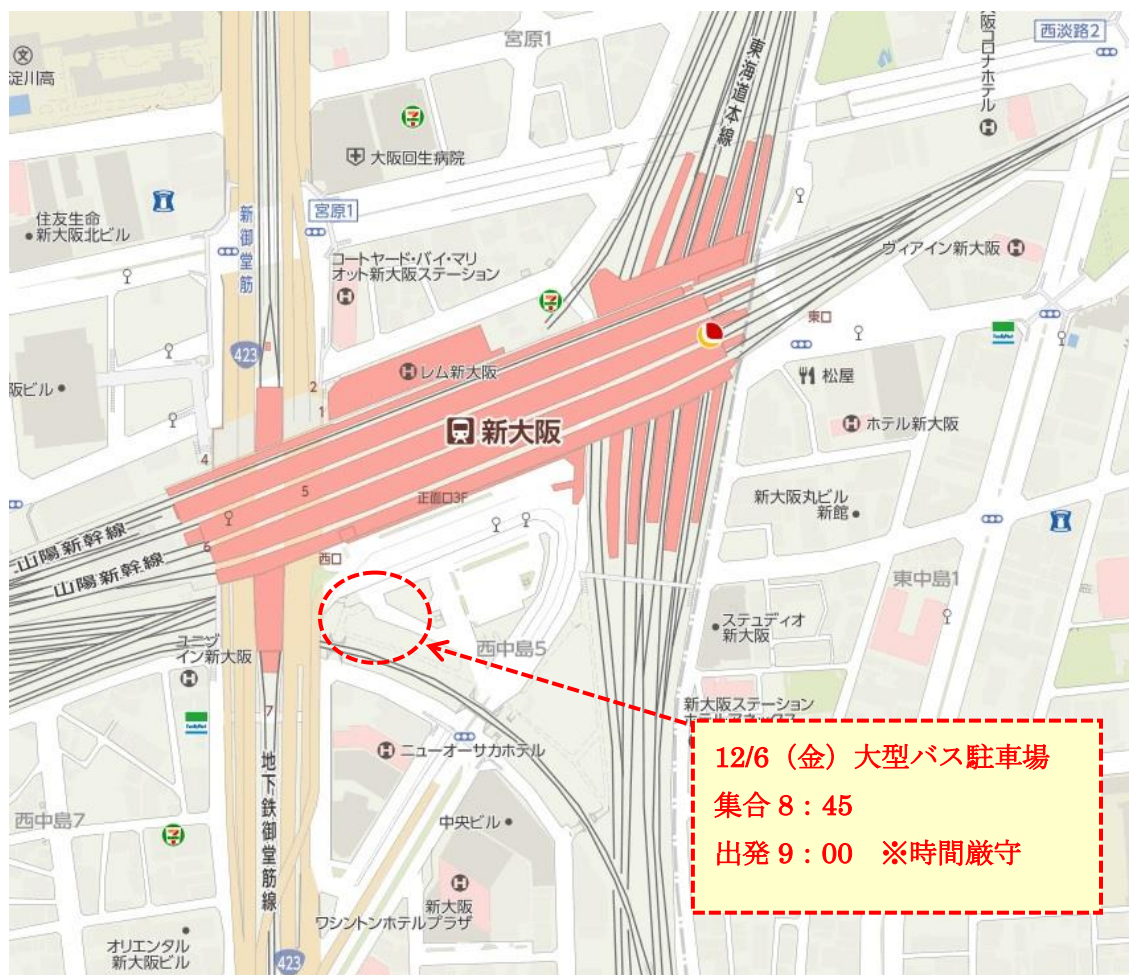 宮原1
西淡路2
淀川高
大阪回生病院
東海道本線
阪コロナホテル
住友生命
新大阪北ビル
新御堂筋
宮原1
コートヤード・バイ・マリ
オット新大阪ステーション
ヴィアイン新大阪
東口
FamilyMart
423
阪ビル
レム新大阪
松屋
2
1
ホテル新大阪
新大阪
4
5
正面口3F
新大阪丸ビル
新館
山陽新幹線
6
山陽新幹線
西口
東中島1
ステュディオ
新大阪
西中島5
ユニゾ
イン新大阪
FamilyMart
7
新大阪ステーション
ホテルアネックス
ニューオーサカホテル
12/6（金）大型バス駐車場
集合 8：45
出発 9：00　※時間厳守
地下鉄御堂筋線
西中島7
中央ビル
新大阪
ワシントンホテルプラザ
オリエンタル
新大阪ビル
423